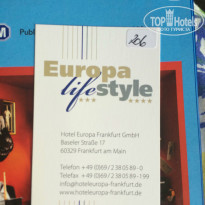 M
Publ
TOP Hotels
206
Europa
lifestyle
*** ****
Hotel Europa Frankfurt GmbH
Baseler Straße 17
60329 Frankfurt am Main
Telefon +49 (0)69 / 2 38 03 89 - 0
Telefax +49 (0)69 / 2 38 03 89 - 199
info@hoteleuropa-frankfurt.de
www.hoteleuropa-frankfurt.de